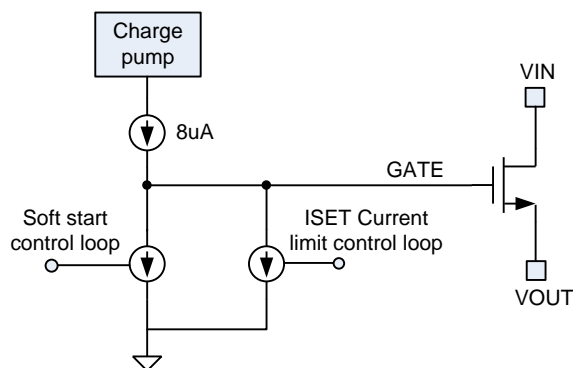 Charge
pump
VIN
8uA
GATE
Soft start
control loop
ISET Current
limit control loop
VOUT